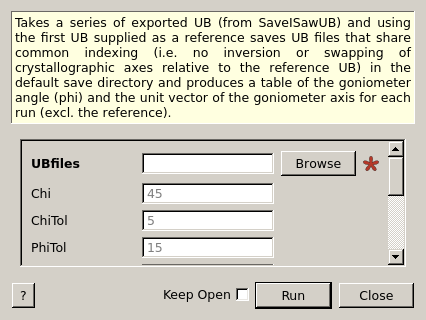 Takes a series of exported UB (from SaveISawUB) and using
the first UB supplied as a reference saves UB files that share
common indexing (i.e. no inversion or swapping of
crystallographic axes relative to the reference UB) in the
default save directory and produces a table of the goniometer
angle (phi) and the unit vector of the goniometer axis for each
run (excl. the reference).
UBfiles Browse
Chi 45
ChiTol 5
PhiTol 15
? Keep Open Run Close